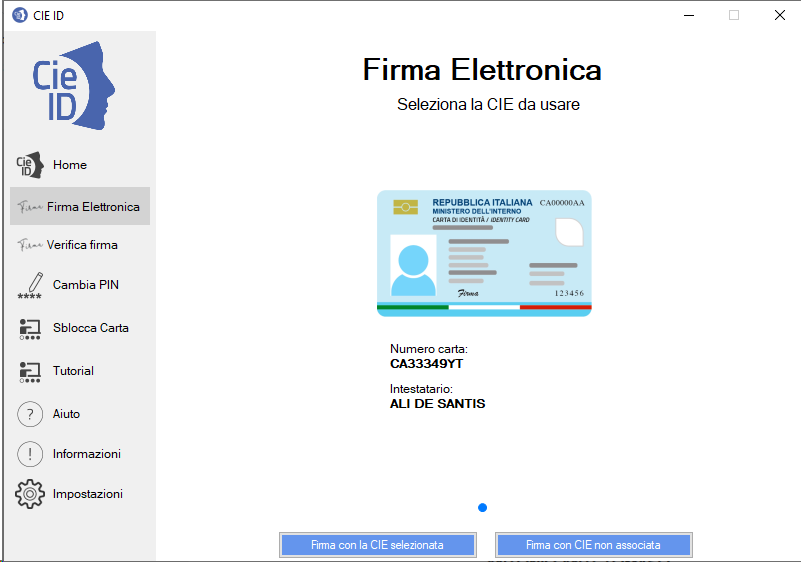 CIE ID
Cie
ID
Home
Firma Elettronica
Verifica firma
Cambia PIN
Sblocca Carta
Tutorial
Aiuto
Informazioni
Impostazioni
Firma Elettronica
Seleziona la CIE da usare
REPUBBLICA ITALIANA CA00000AA
MINISTERO DELL'INTERNO
CARTA DI IDENTITÀ / IDENTITY CARD
Firma 123456
Numero carta:
CA33349YT
Intestatario:
ALI DE SANTIS
Firma con la CIE selezionata
Firma con CIE non associata